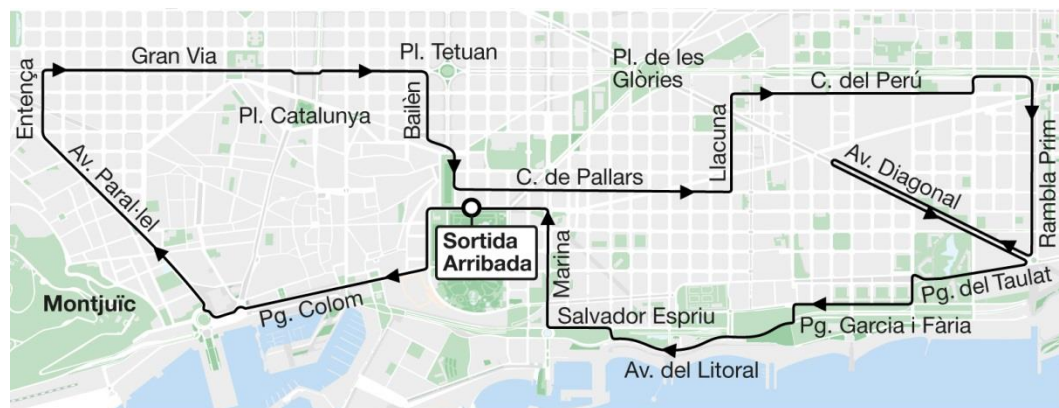 Gran Via
Pl. Tetuan
Pl. de les
Glòries
C. del Perú
Entença
Pl. Catalunya
Bailèn
Llacuna
Rambla Prim
Av. Paral·lel
C. de Pallars
Av. Diagonal
Sortida
Arribada
Marina
Montjuïc
Pg. Colom
Salvador Espriu
Pg. del Taulat
Pg. Garcia i Fària
Av. del Litoral